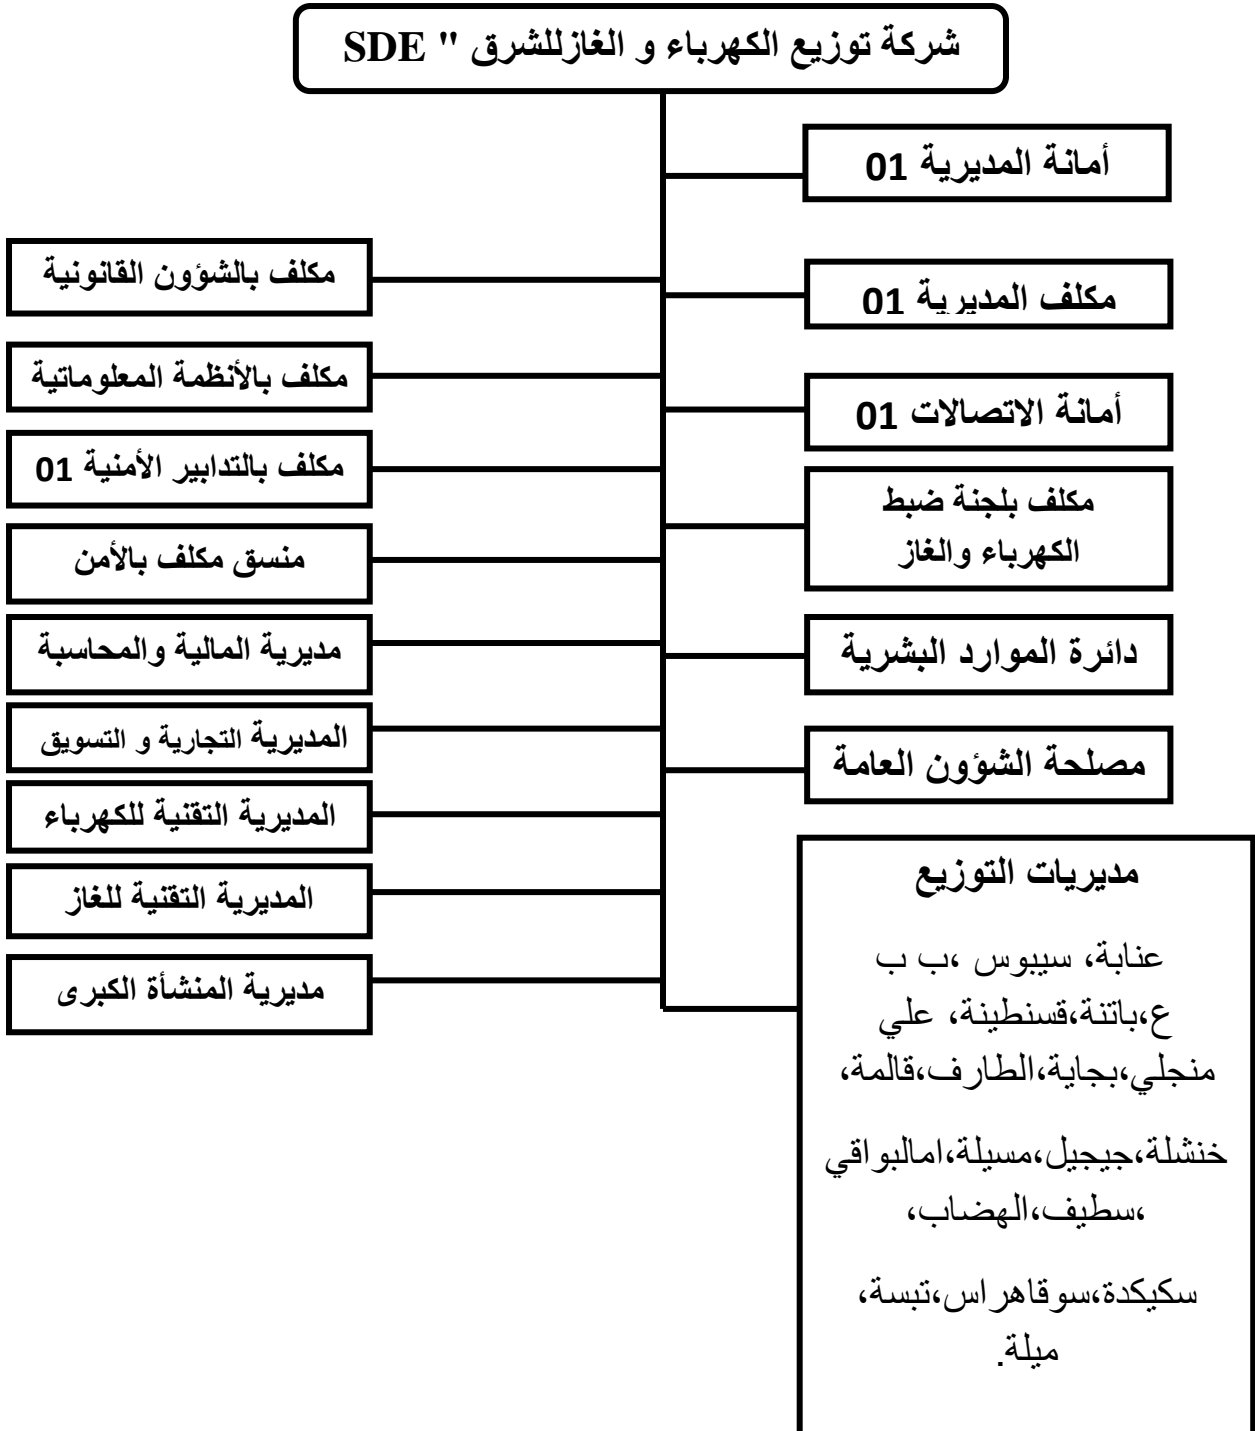 شركة توزيع الكهرباء و الغازللشرق " SDE
أمانة المديرية 01
مكلف المديرية 01
أمانة الاتصالات 01
مكلف بلجنة ضبط
الكهرباء والغاز
دائرة الموارد البشرية
مصلحة الشؤون العامة
مديريات التوزيع
عنابة، سيبوس ،ب ب
ع،باتنة،قسنطينة، علي
منجلي،بجاية،الطارف،قالمة،
خنشلة،جيجيل،مسيلة،امالبواقي
،سطيف،الهضاب،
سكيكدة،سوقاهراس،تبسة،
ميلة.
مكلف بالشؤون القانونية
مكلف بالأنظمة المعلوماتية
مكلف بالتدابير الأمنية 01
منسق مكلف بالأمن
مديرية المالية والمحاسبة
المديرية التجارية و التسويق
المديرية التقنية للكهرباء
المديرية التقنية للغاز
مديرية المنشأة الكبرى